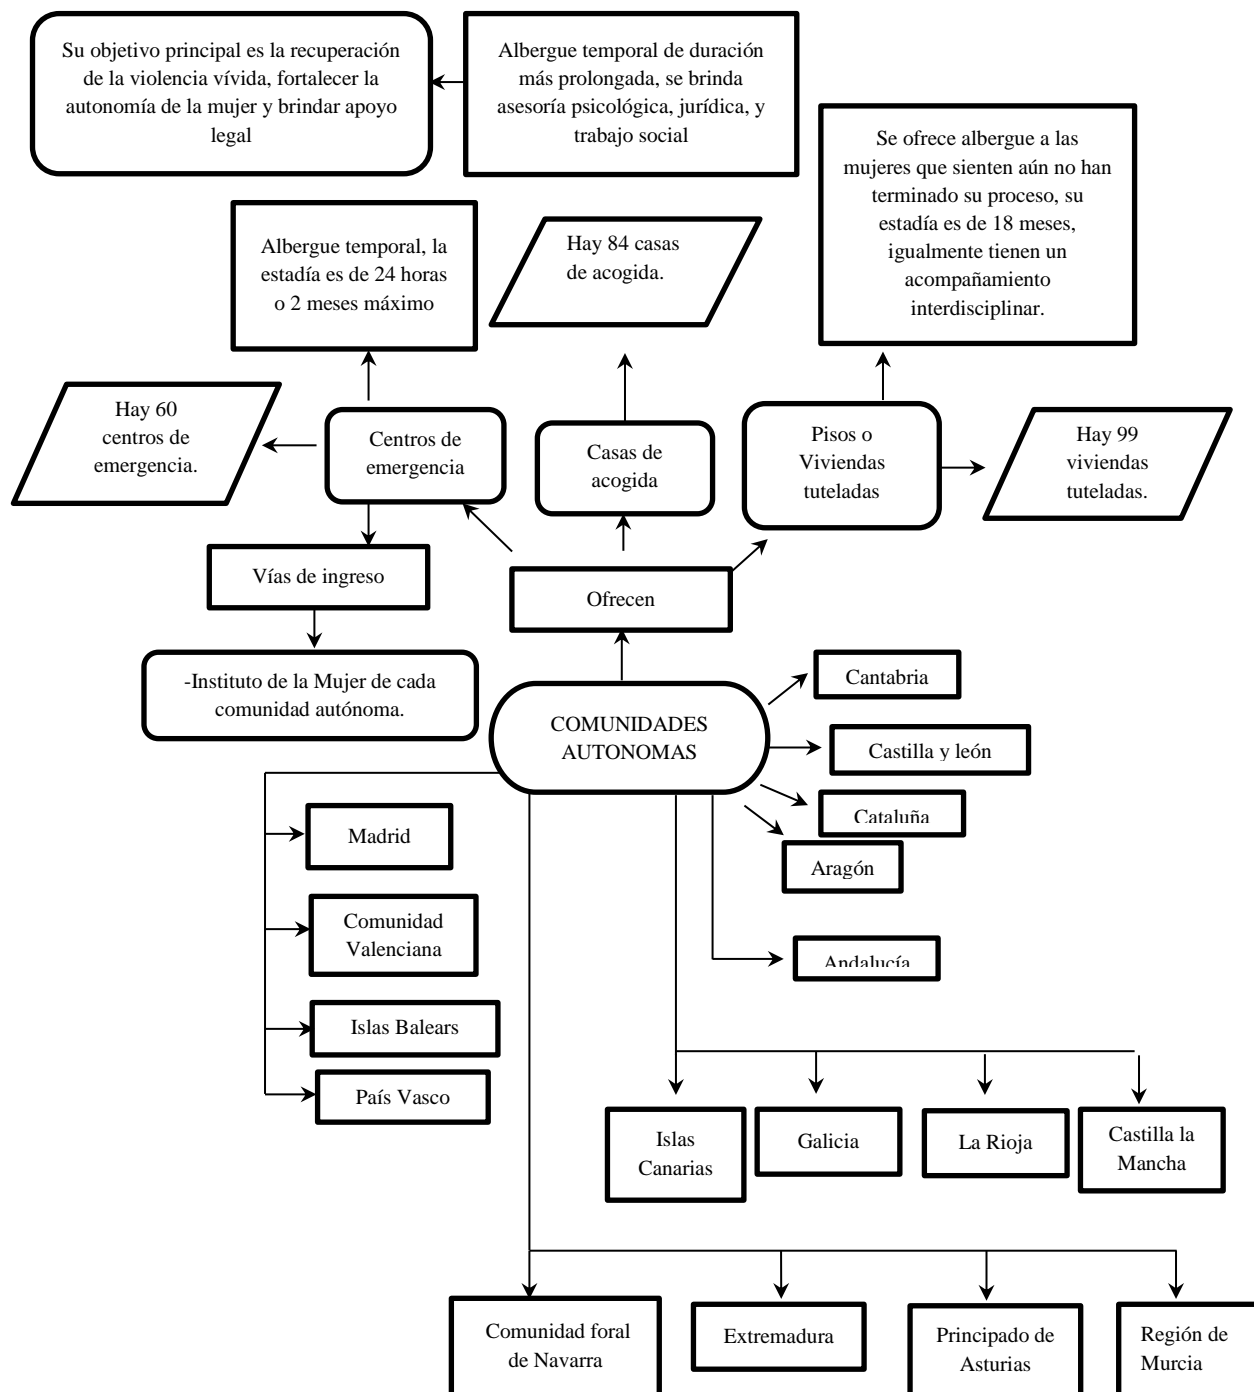 Su objetivo principal es la recuperación
de la violencia vívida, fortalecer la
autonomía de la mujer y brindar apoyo
legal
Albergue temporal de duración
más prolongada, se brinda
asesoría psicológica, jurídica, y
trabajo social
Se ofrece albergue a las
mujeres que sienten aún no han
terminado su proceso, su
estadía es de 18 meses,
igualmente tienen un
acompañamiento
interdisciplinar.
Albergue temporal, la
estadía es de 24 horas
o 2 meses máximo
Hay 84 casas
de acogida.
Hay 60
centros de
emergencia.
Centros de
emergencia
Casas de
acogida
Pisos o
Viviendas
tuteladas
Hay 99
viviendas
tuteladas.
Vías de ingreso
Ofrecen
-Instituto de la Mujer de cada
comunidad autónoma.
COMUNIDADES
AUTONOMAS
Cantabria
Castilla y león
Cataluña
Aragón
Andalucía
Madrid
Comunidad
Valenciana
Islas Balears
País Vasco
Islas
Canarias
Galicia
La Rioja
Castilla la
Mancha
Comunidad foral
de Navarra
Extremadura
Principado de
Asturias
Región de
Murcia